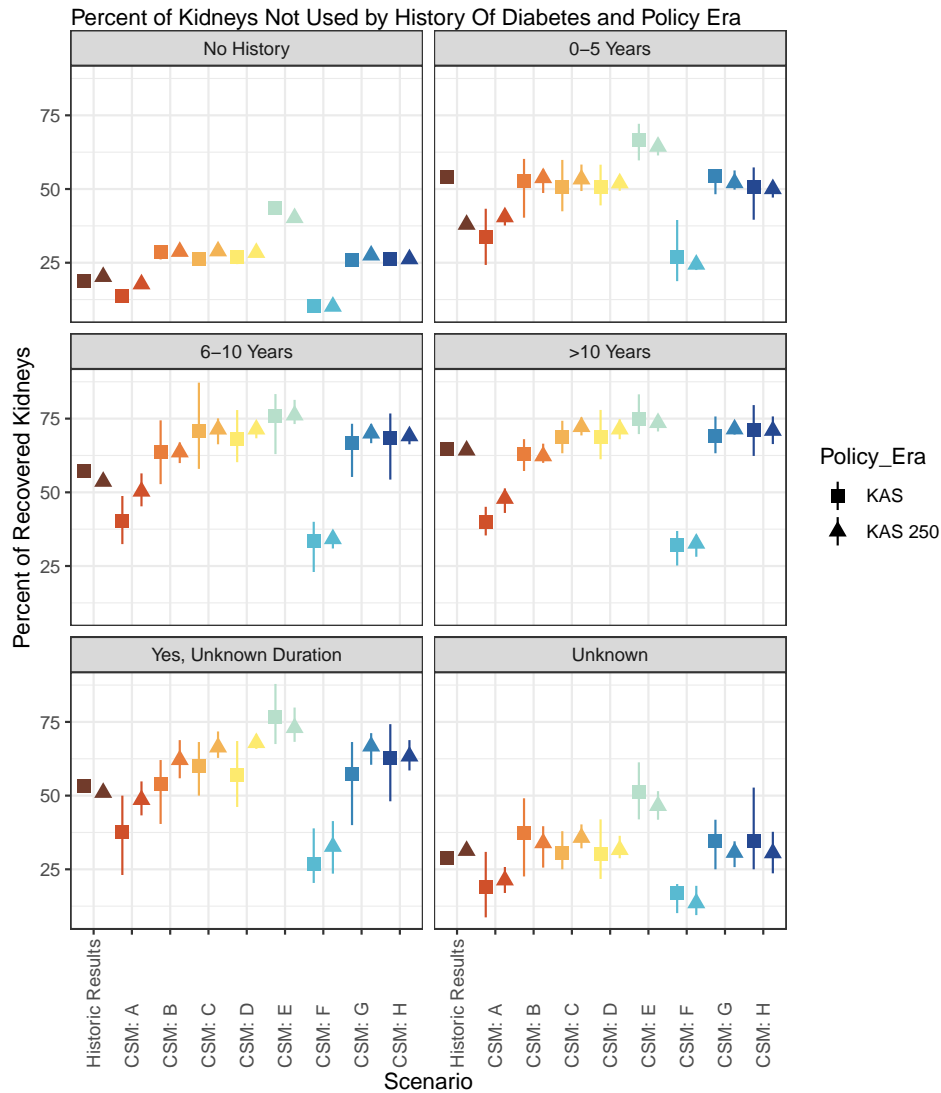 Percent of Kidneys Not Used by History Of Diabetes and Policy Era
No History
0−5 Years
75
50
25
6−10 Years
>10 Years
75
50
25
Yes, Unknown Duration
Unknown
75
50
25
Percent of Recovered Kidneys
Historic Results
CSM: A
CSM: B
CSM: C
CSM: D
CSM: E
CSM: F
CSM: G
CSM: H
Historic Results
CSM: A
CSM: B
CSM: C
CSM: D
CSM: E
CSM: F
CSM: G
CSM: H
Scenario
Policy_Era
KAS
KAS 250